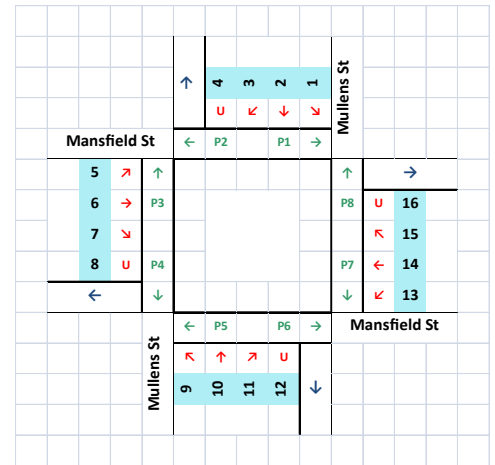 4 3 2 1
Mullens St
U
Mansfield St
P2 P1
5
6 P3
7
8 U P4
P8 U 16
15
P7 14
13
P5 P6
Mansfield St
Mullens St
U
9 10 11 12